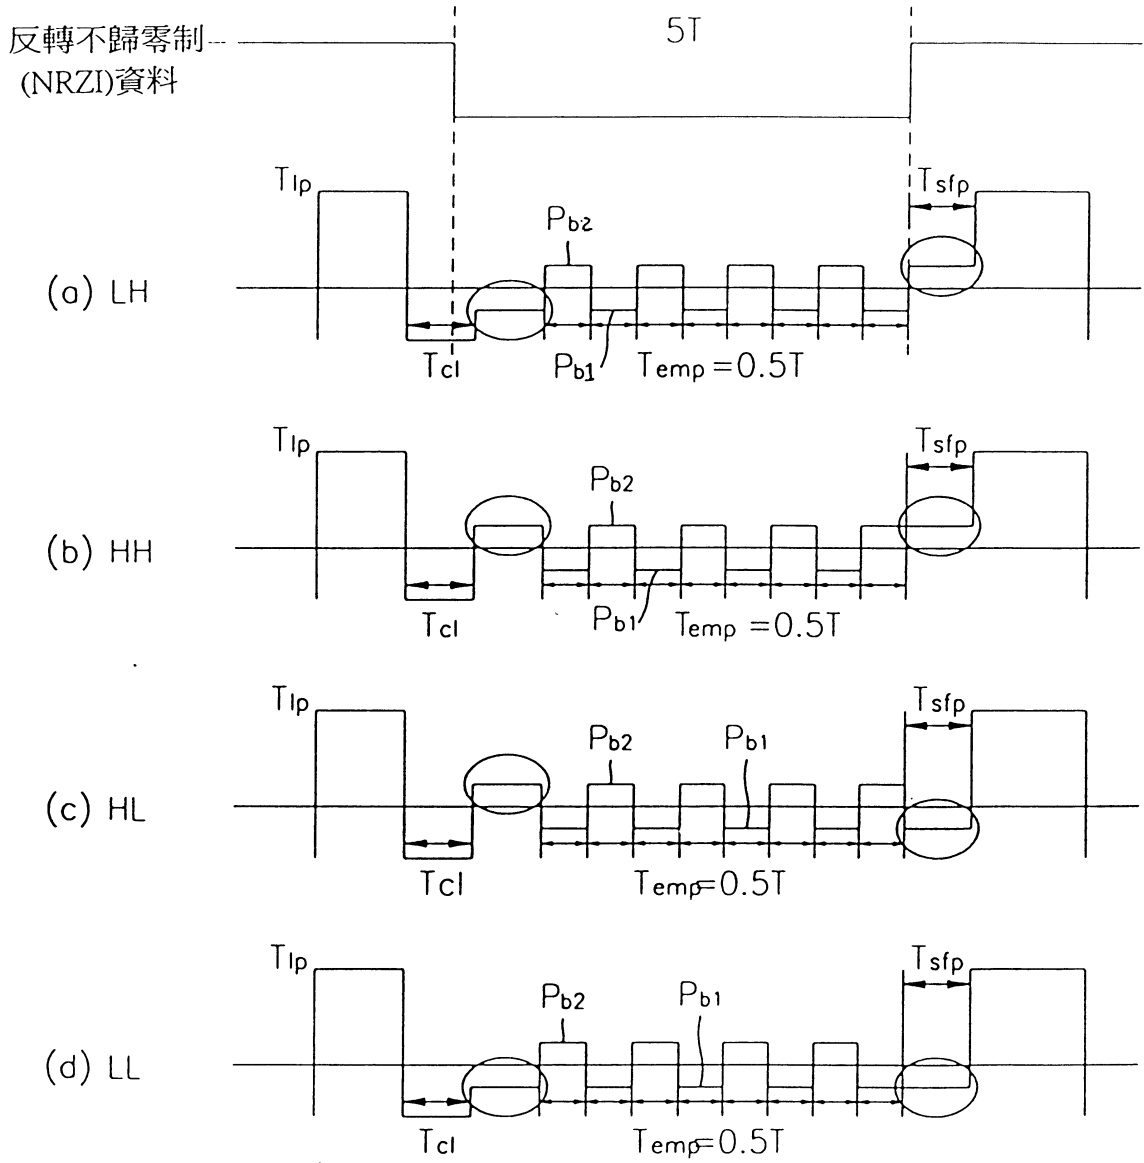 5T
反轉不歸零制
(NRZI)資料
Tlp
Tsfp
Pb2
(a) LH
Tcl
Pb1
Temp=0.5T
Tlp
Tsfp
Pb2
(b) HH
Tcl
Pb1
Temp=0.5T
Tlp
Tsfp
Pb2
Pb1
(c) HL
Tcl
Temp=0.5T
Tlp
Tsfp
Pb2
Pb1
(d) LL
Tcl
Temp=0.5T